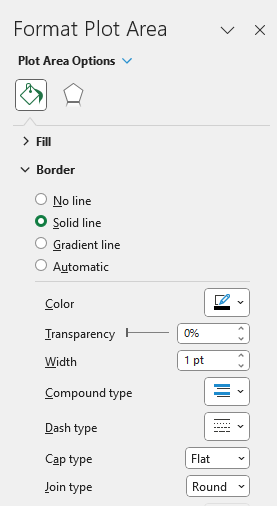 Format Plot Area
Plot Area Options
Fill
Border
No line
Solid line
Gradient line
Automatic
Color
Transparency 0%
Width 1 pt
Compound type
Dash type
Cap type Flat
Join type Round